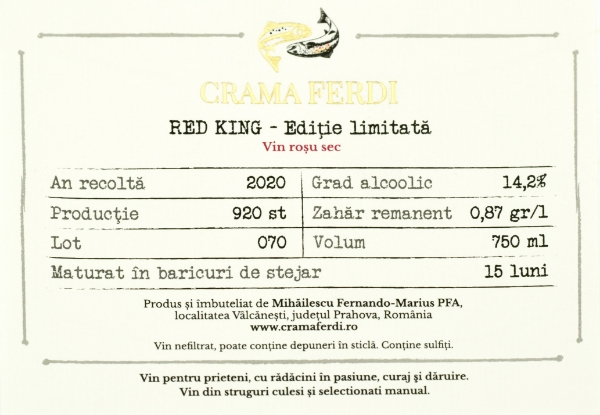 CRAMA FERDI
RED KING - Ediţie limitată
Vin roșu sec
An recoltă 2020 Grad alcoolic 14,2%
Producţie 920 st Zahăr remanent 0,87 gr/l
Lot 070 Volum 750 ml
Maturat în baricuri de stejar 15 luni
Produs și îmbuteliat de Mihăilescu Fernando-Marius PFA,
localitatea Vălcănești, județul Prahova, România
www.cramaferdi.ro
Vin nefiltrat, poate conține depuneri în sticlă. Conține sulfiți.
Vin pentru prieteni, cu rădăcini în pasiune, curaj și dăruire.
Vin din struguri culesi și selectionati manual.